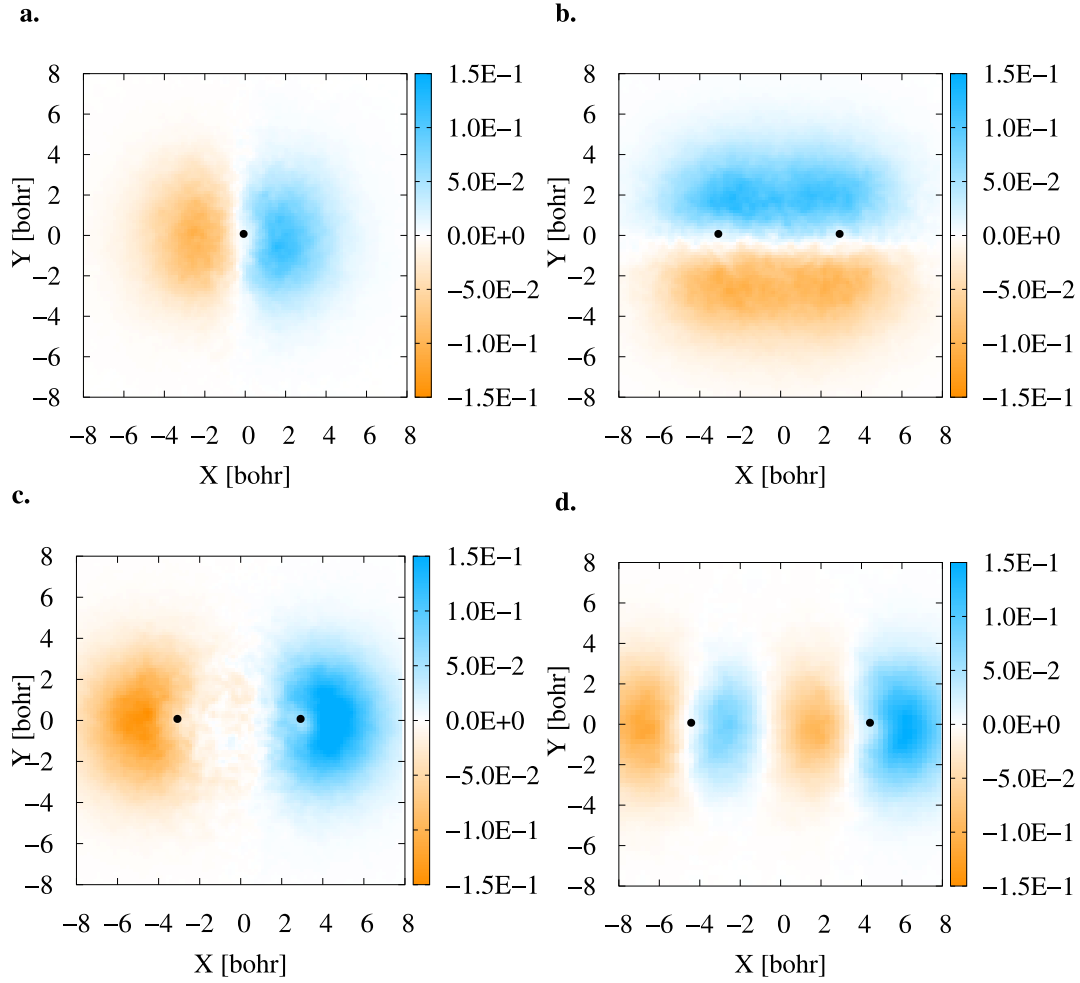 a.
8
6
4
2
0
−2
−4
−6
−8
Y [bohr]
−8 −6 −4 −2 0 2 4 6 8
X [bohr]
1.5E−1
1.0E−1
5.0E−2
0.0E+0
−5.0E−2
−1.0E−1
−1.5E−1
b.
8
6
4
2
0
−2
−4
−6
−8
Y [bohr]
−8 −6 −4 −2 0 2 4 6 8
X [bohr]
1.5E−1
1.0E−1
5.0E−2
0.0E+0
−5.0E−2
−1.0E−1
−1.5E−1
c.
8
6
4
2
0
−2
−4
−6
−8
Y [bohr]
−8 −6 −4 −2 0 2 4 6 8
X [bohr]
1.5E−1
1.0E−1
5.0E−2
0.0E+0
−5.0E−2
−1.0E−1
−1.5E−1
d.
8
6
4
2
0
−2
−4
−6
−8
Y [bohr]
−8 −6 −4 −2 0 2 4 6 8
X [bohr]
1.5E−1
1.0E−1
5.0E−2
0.0E+0
−5.0E−2
−1.0E−1
−1.5E−1